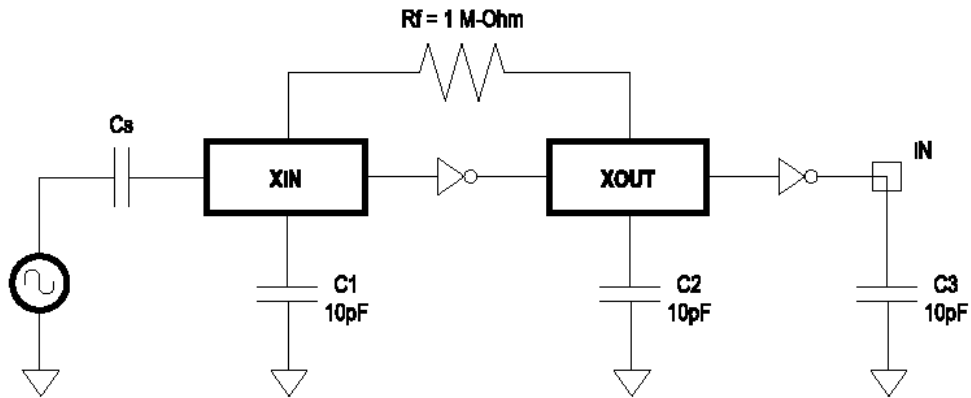 Rf = 1 M-Ohm
Cs
XIN
XOUT
IN
C1
10pF
C2
10pF
C3
10pF